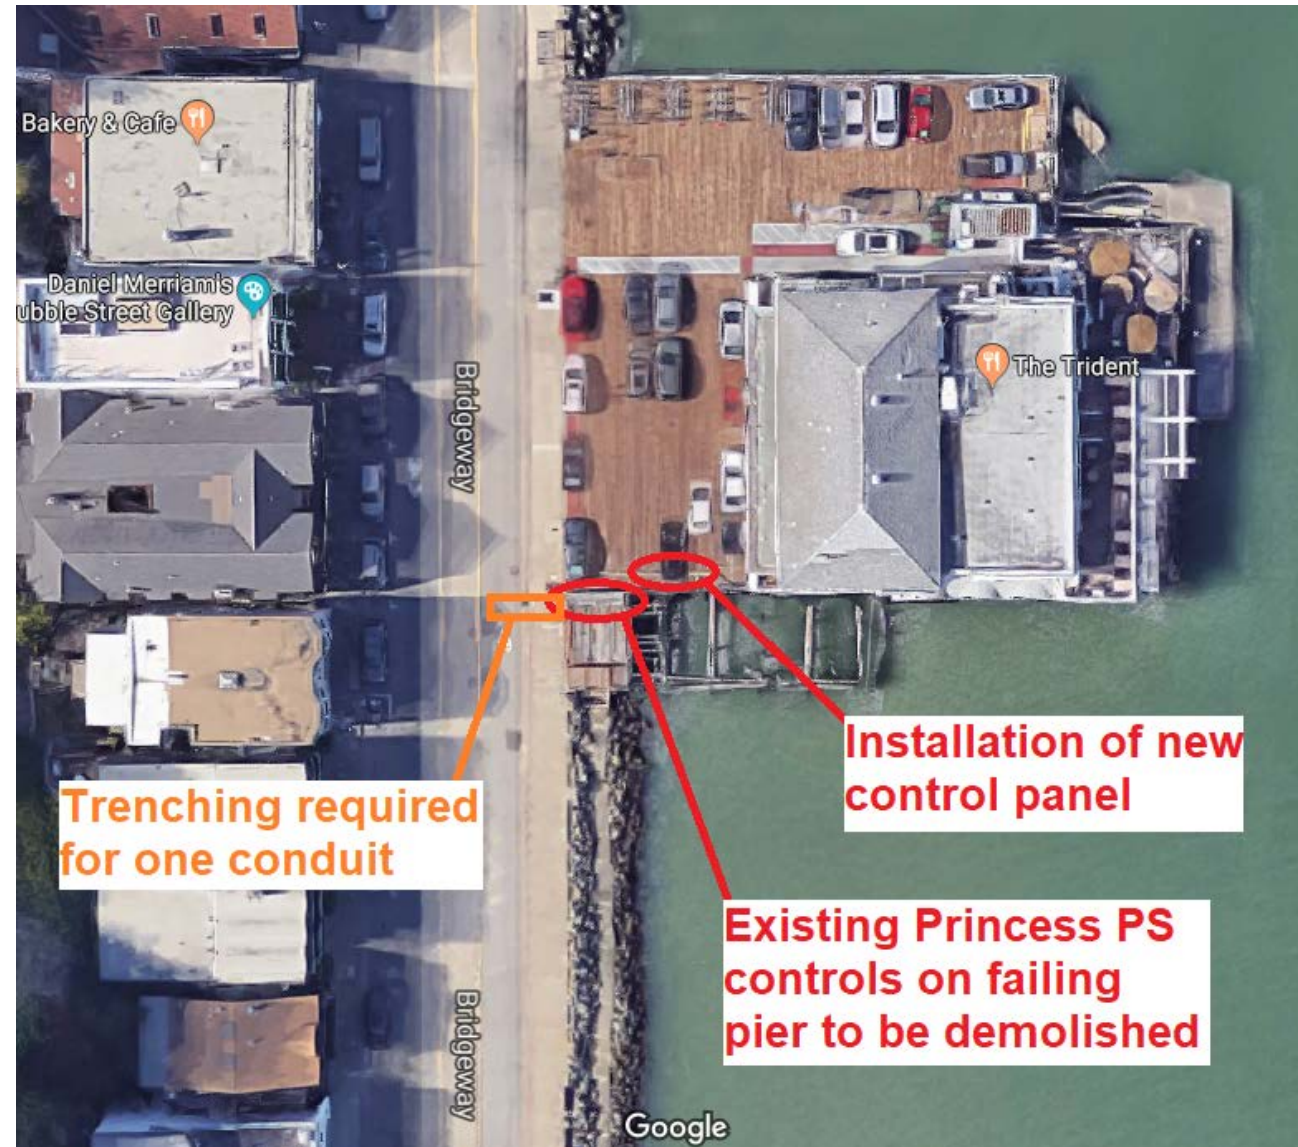 Bakery & Cafe
Daniel Merriam's
ubble Street Gallery
Bridgeway
The Trident
Installation of new
control panel
Trenching required
for one conduit
Existing Princess PS
controls on failing
pier to be demolished
Bridgeway
Google